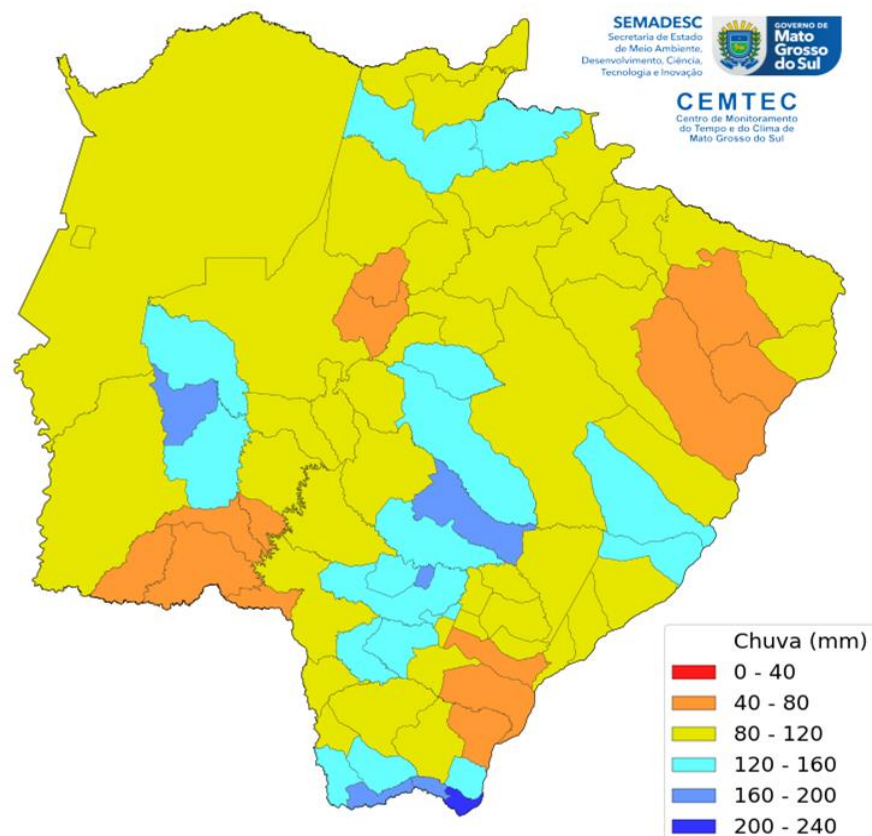 SEMADESC
Secretaria de Estado
de Meio Ambiente,
Desenvolvimento, Ciência,
Tecnologia e Inovação
GOVERNO DE
Mato
Grosso
do Sul
CEMTEC
Centro de Monitoramento
do Tempo e do Clima de
Mato Grosso do Sul
Chuva (mm)
0 - 40
40 - 80
80 - 120
120 - 160
160 - 200
200 - 240